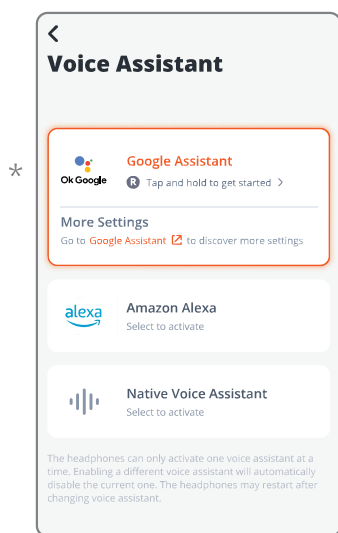 Voice Assistant
*
Google Assistant
Ok Google
R Tap and hold to get started >
More Settings
Go to Google Assistant to discover more settings
alexa
Amazon Alexa
Select to activate
Native Voice Assistant
Select to activate
The headphones can only activate one voice assistant at a
time. Enabling a different voice assistant will automatically
disable the current one. The headphones may restart after
changing voice assistant.